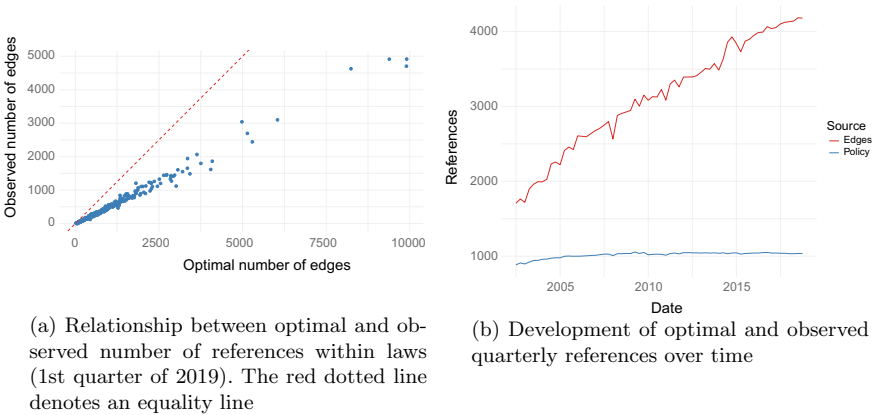 5000
4000
3000
2000
1000
0
0
2500
5000
7500
10000
Observed number of edges
Optimal number of edges
(a) Relationship between optimal and ob-
served number of references within laws
(1st quarter of 2019). The red dotted line
denotes an equality line
4000
3000
2000
1000
2005
2010
2015
References
Date
Source
Edges
Policy
(b) Development of optimal and observed
quarterly references over time